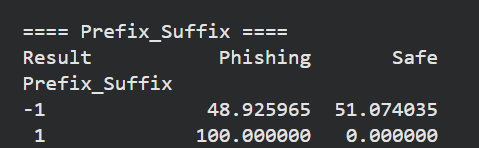 ==== Prefix_Suffix ====
Result Phishing Safe
Prefix_Suffix
-1 48.925965 51.074035
1 100.000000 0.000000